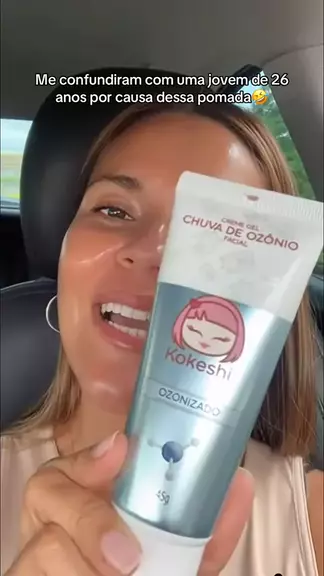 Me confundiram com uma jovem de 26
anos por causa dessa pomada🤣
CREME GEL
CHUVA DE OZÔNIO
FACIAL
Kokeshi
OZONIZADO
45g